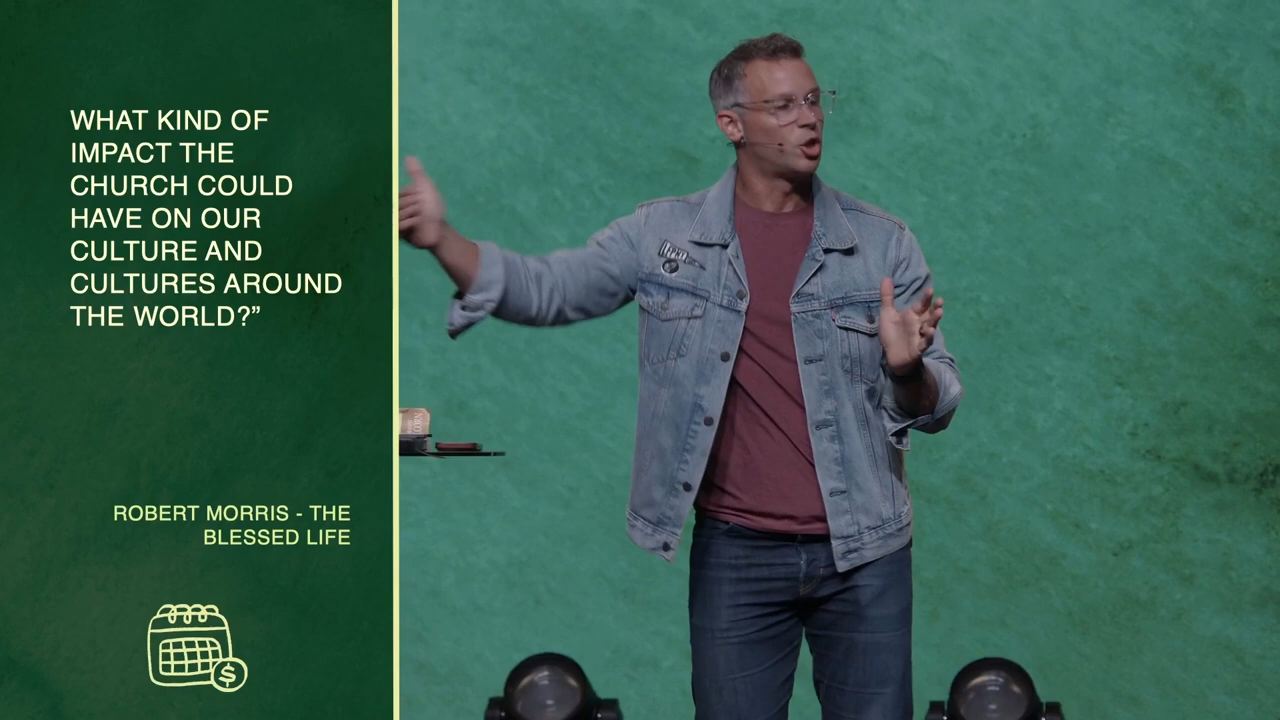 WHAT KIND OF
IMPACT THE
CHURCH COULD
HAVE ON OUR
CULTURE AND
CULTURES AROUND
THE WORLD?”
ROBERT MORRIS - THE
BLESSED LIFE
$